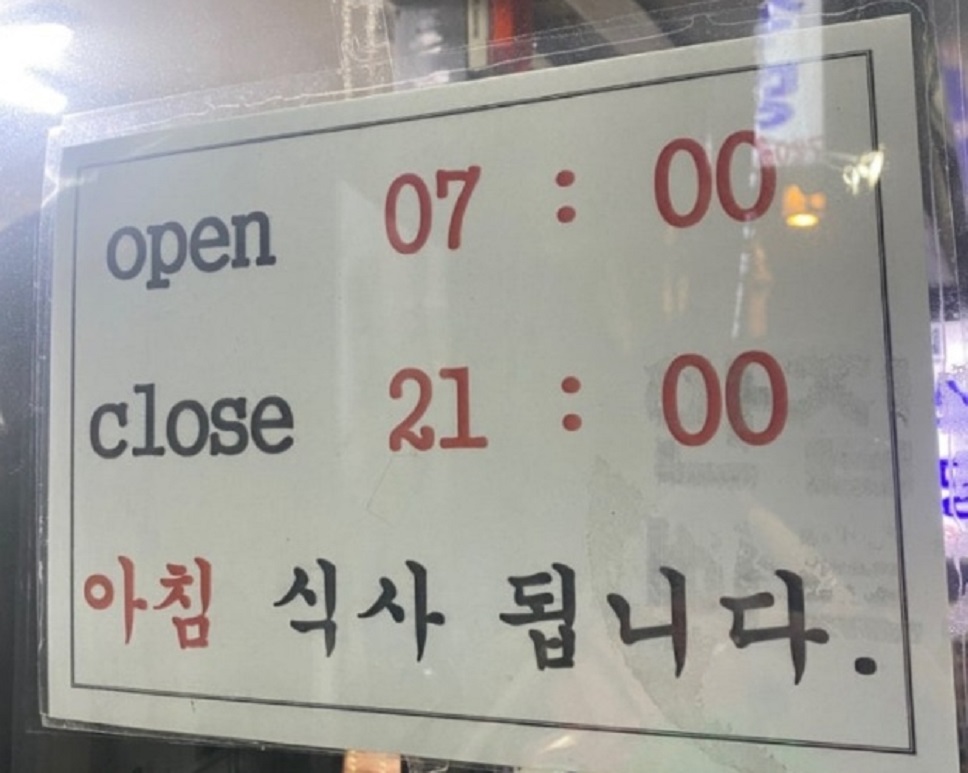 open 07 : 00
close 21 : 00
아침 식사 됩니다.